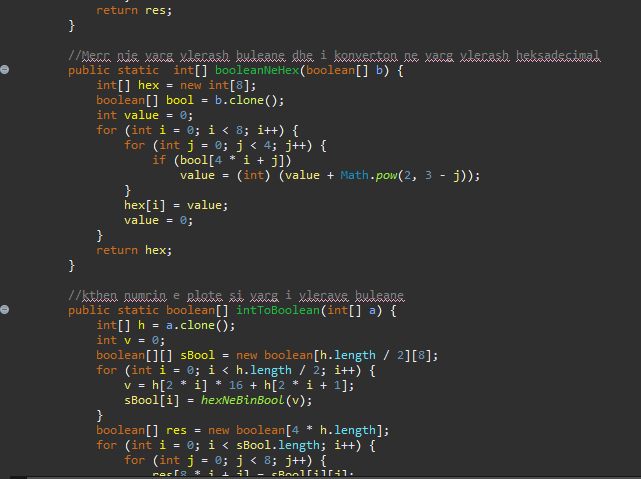 return res;
}
//Merr nje varg vlerash buleane dhe i konverton ne varg vlerash heksadecimal
public static  int[] booleanNeHex(boolean[] b) {
int[] hex = new int[8];
boolean[] bool = b.clone();
int value = 0;
for (int i = 0; i < 8; i++) {
for (int j = 0; j < 4; j++) {
if (bool[4 * i + j])
value = (int) (value + Math.pow(2, 3 - j));
}
hex[i] = value;
value = 0;
}
return hex;
}
//kthen numrin e plote si varg i vlerave buleane
public static boolean[] intToBoolean(int[] a) {
int[] h = a.clone();
int v = 0;
boolean[][] sBool = new boolean[h.length / 2][8];
for (int i = 0; i < h.length / 2; i++) {
v = h[2 * i] * 16 + h[2 * i + 1];
sBool[i] = hexNeBinBool(v);
}
boolean[] res = new boolean[4 * h.length];
for (int i = 0; i < sBool.length; i++) {
for (int j = 0; j < 8; j++) {
res[8 * i + j] = sBool[i][j];